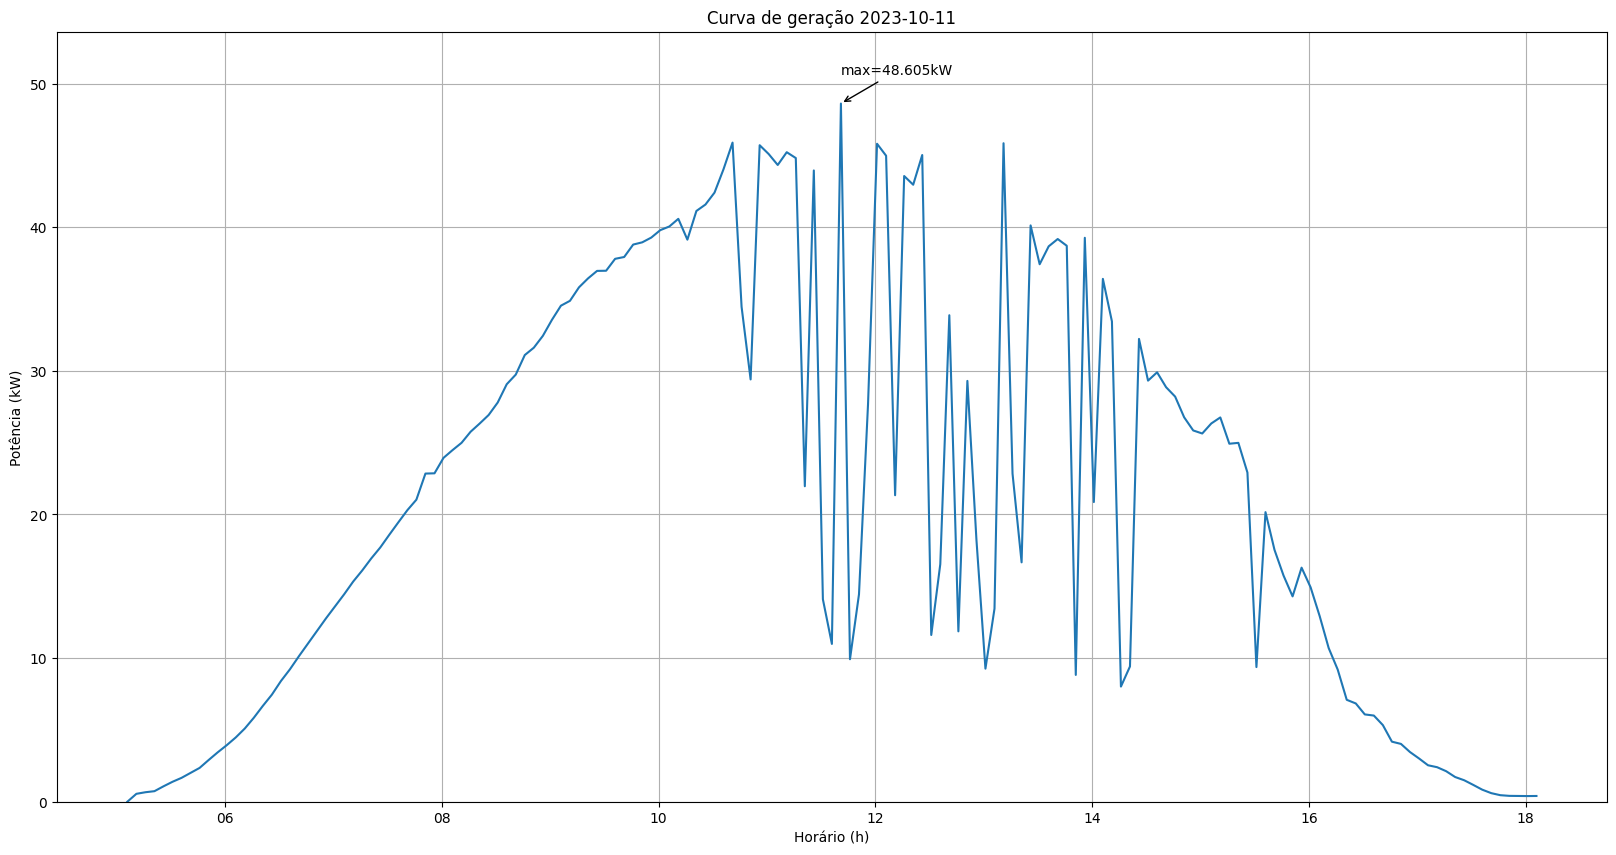 Curva de geração 2023-10-11
max=48.605kW
50
40
30
20
10
0
Potência (kW)
06 08 10 12 14 16 18
Horário (h)